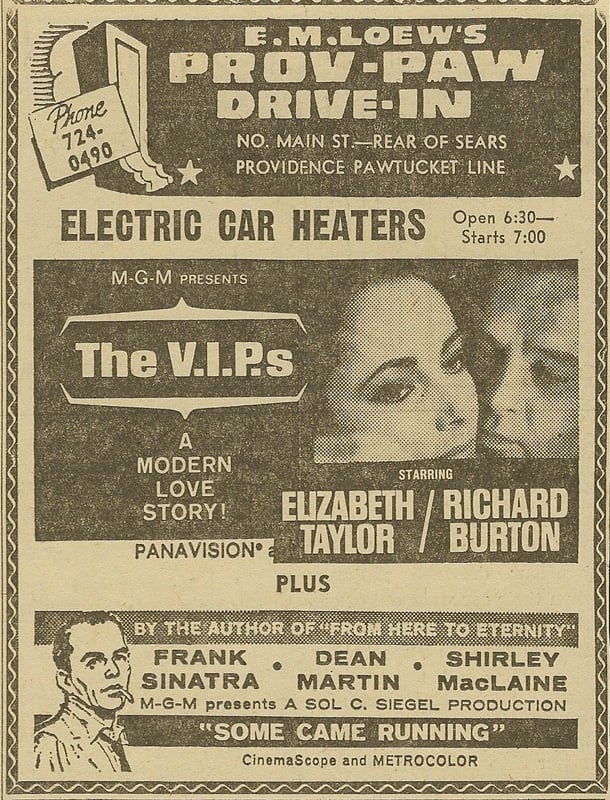 E.M.LOEW'S
PROV-PAW
DRIVE-IN
Phone
724-
0490
NO. MAIN ST.—REAR OF SEARS
PROVIDENCE PAWTUCKET LINE
ELECTRIC CAR HEATERS
Open 6:30—
Starts 7:00
M-G-M PRESENTS
The V.I.P.s
A
MODERN
LOVE
STORY!
PANAVISION®
STARRING
ELIZABETH TAYLOR / RICHARD BURTON
PLUS
BY THE AUTHOR OF "FROM HERE TO ETERNITY"
FRANK SINATRA • DEAN MARTIN • SHIRLEY MacLAINE
M-G-M presents A SOL C. SIEGEL PRODUCTION
"SOME CAME RUNNING"
CinemaScope and METROCOLOR